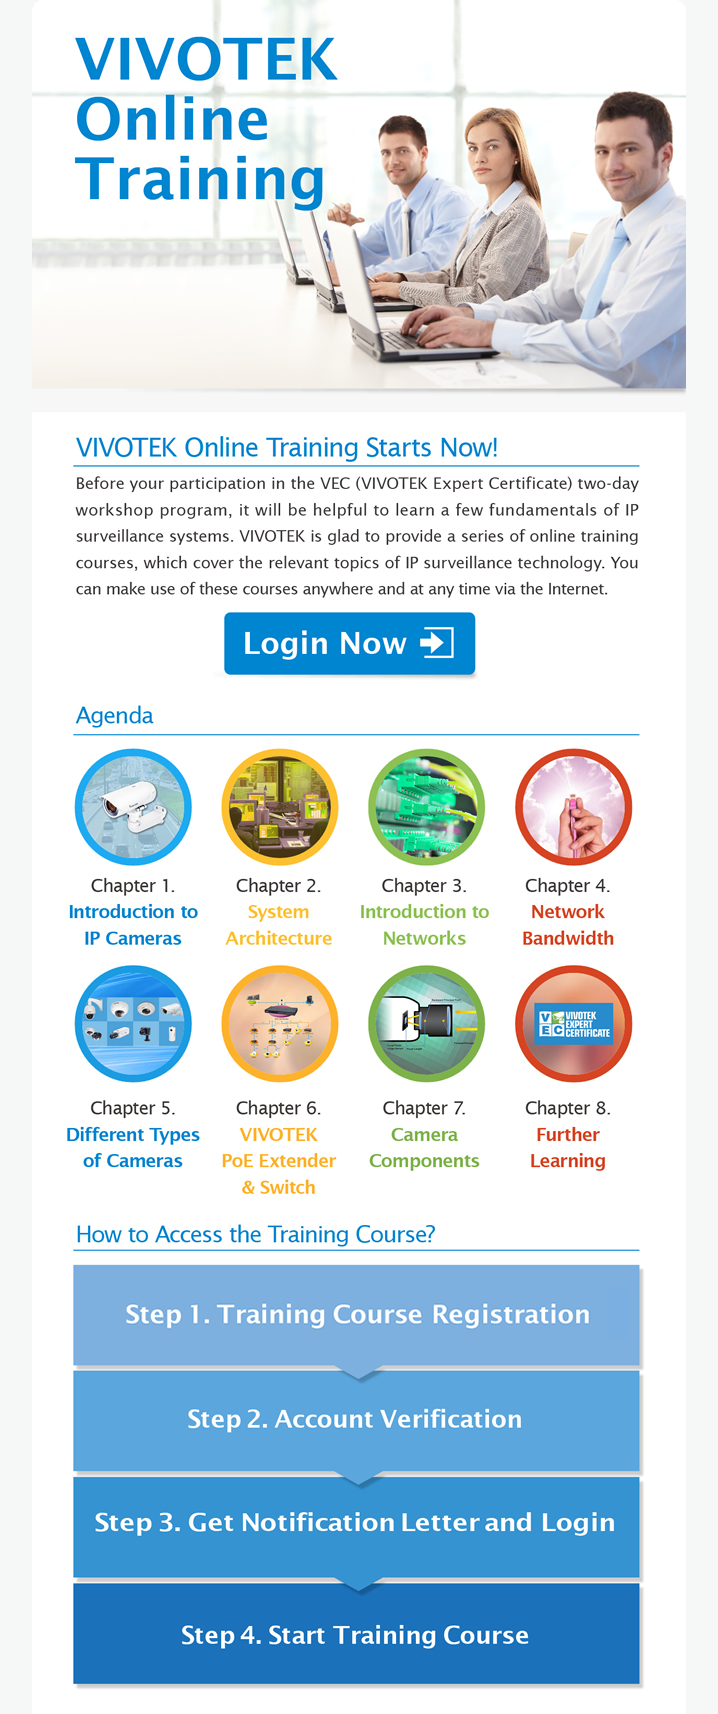 VIVOTEK
Online
Training
VIVOTEK Online Training Starts Now!
Before your participation in the VEC (VIVOTEK Expert Certificate) two-day
workshop program, it will be helpful to learn a few fundamentals of IP
surveillance systems. VIVOTEK is glad to provide a series of online training
courses, which cover the relevant topics of IP surveillance technology. You
can make use of these courses anywhere and at any time via the Internet.
Login Now
Agenda
Chapter 1.
Introduction to
IP Cameras
Chapter 2.
System
Architecture
Chapter 3.
Introduction to
Networks
Chapter 4.
Network
Bandwidth
VEC
VIVOTEK
EXPERT
CERTIFICATE
Chapter 5.
Different Types
of Cameras
Chapter 6.
VIVOTEK
PoE Extender
& Switch
Chapter 7.
Camera
Components
Chapter 8.
Further
Learning
How to Access the Training Course?
Step 1. Training Course Registration
Step 2. Account Verification
Step 3. Get Notification Letter and Login
Step 4. Start Training Course